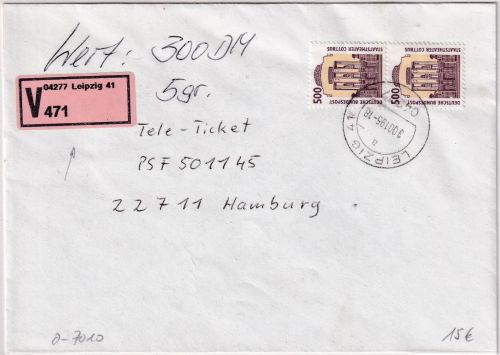 Wert: 300 DM
5gr.
04277 Leipzig 41
V 471
500 DEUTSCHE BUNDESPOST STAATSTHEATER COTTBUS
500 DEUTSCHE BUNDESPOST STAATSTHEATER COTTBUS
LEIPZIG
Tele-Ticket
PSF 501145
22711 Hamburg
a-7010
15€